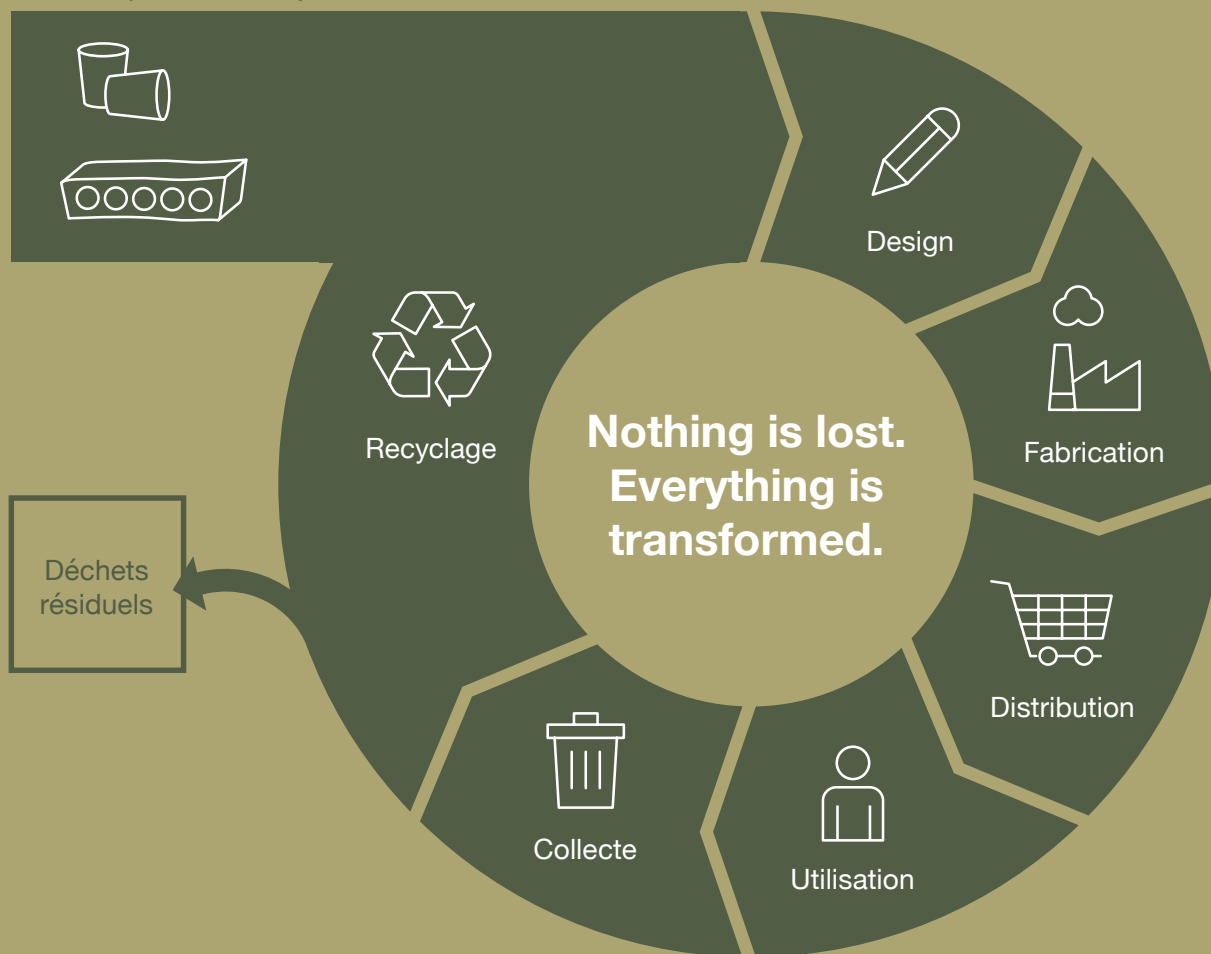 Design
Fabrication
Recyclage
Nothing is lost.
Everything is
transformed.
Déchets
résiduels
Distribution
Collecte
Utilisation